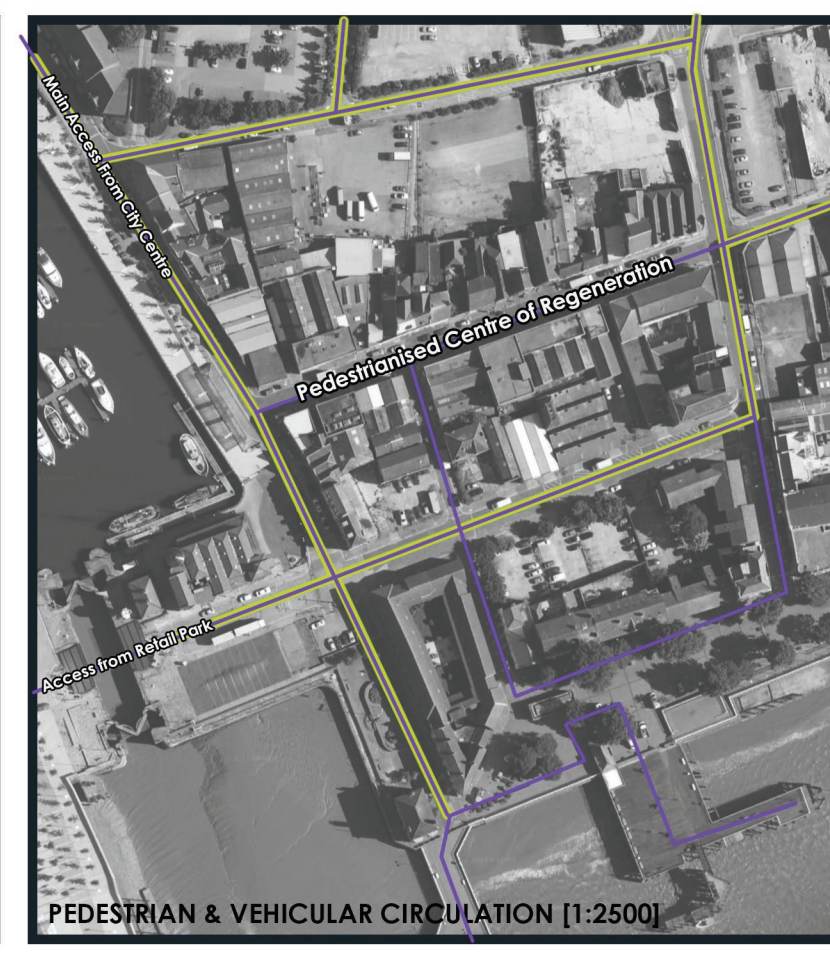 Main Access From City Centre
Pedestrianised Centre of Regeneration
Access from Retail Park
PEDESTRIAN & VEHICULAR CIRCULATION [1:2500]